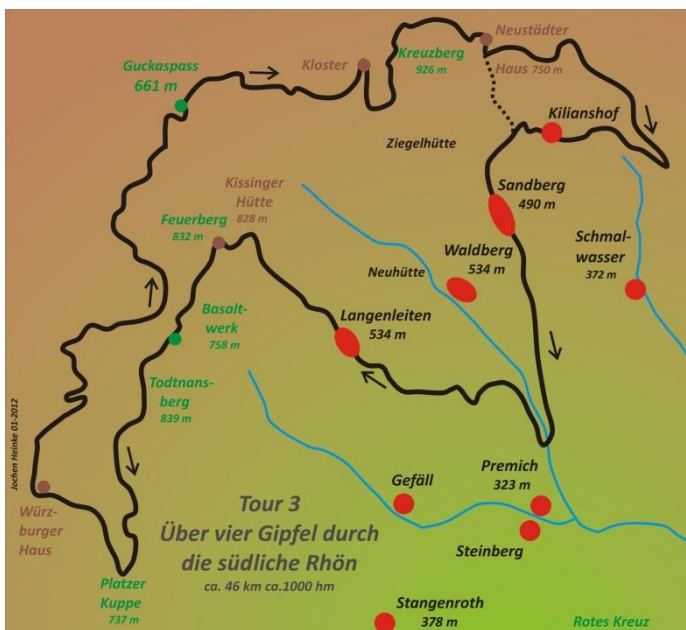 Neustädter
Haus 750 m
Kreuzberg
926 m
Kloster
Guckaspass
661 m
Kilianshof
Ziegelhütte
Sandberg
490 m
Kissinger
Hütte
828 m
Feuerberg
832 m
Waldberg
534 m
Schmal-
wasser
372 m
Neuhütte
Basalt-
werk
758 m
Langenleiten
534 m
Todtnans-
berg
839 m
Jochen Heinke 01-2012
Gefäll
Premich
323 m
Steinberg
Würz-
burger
Haus
Tour 3
Über vier Gipfel durch
die südliche Rhön
ca. 46 km ca.1000 hm
Platzer
Kuppe
737 m
Stangenroth
378 m
Rotes Kreuz